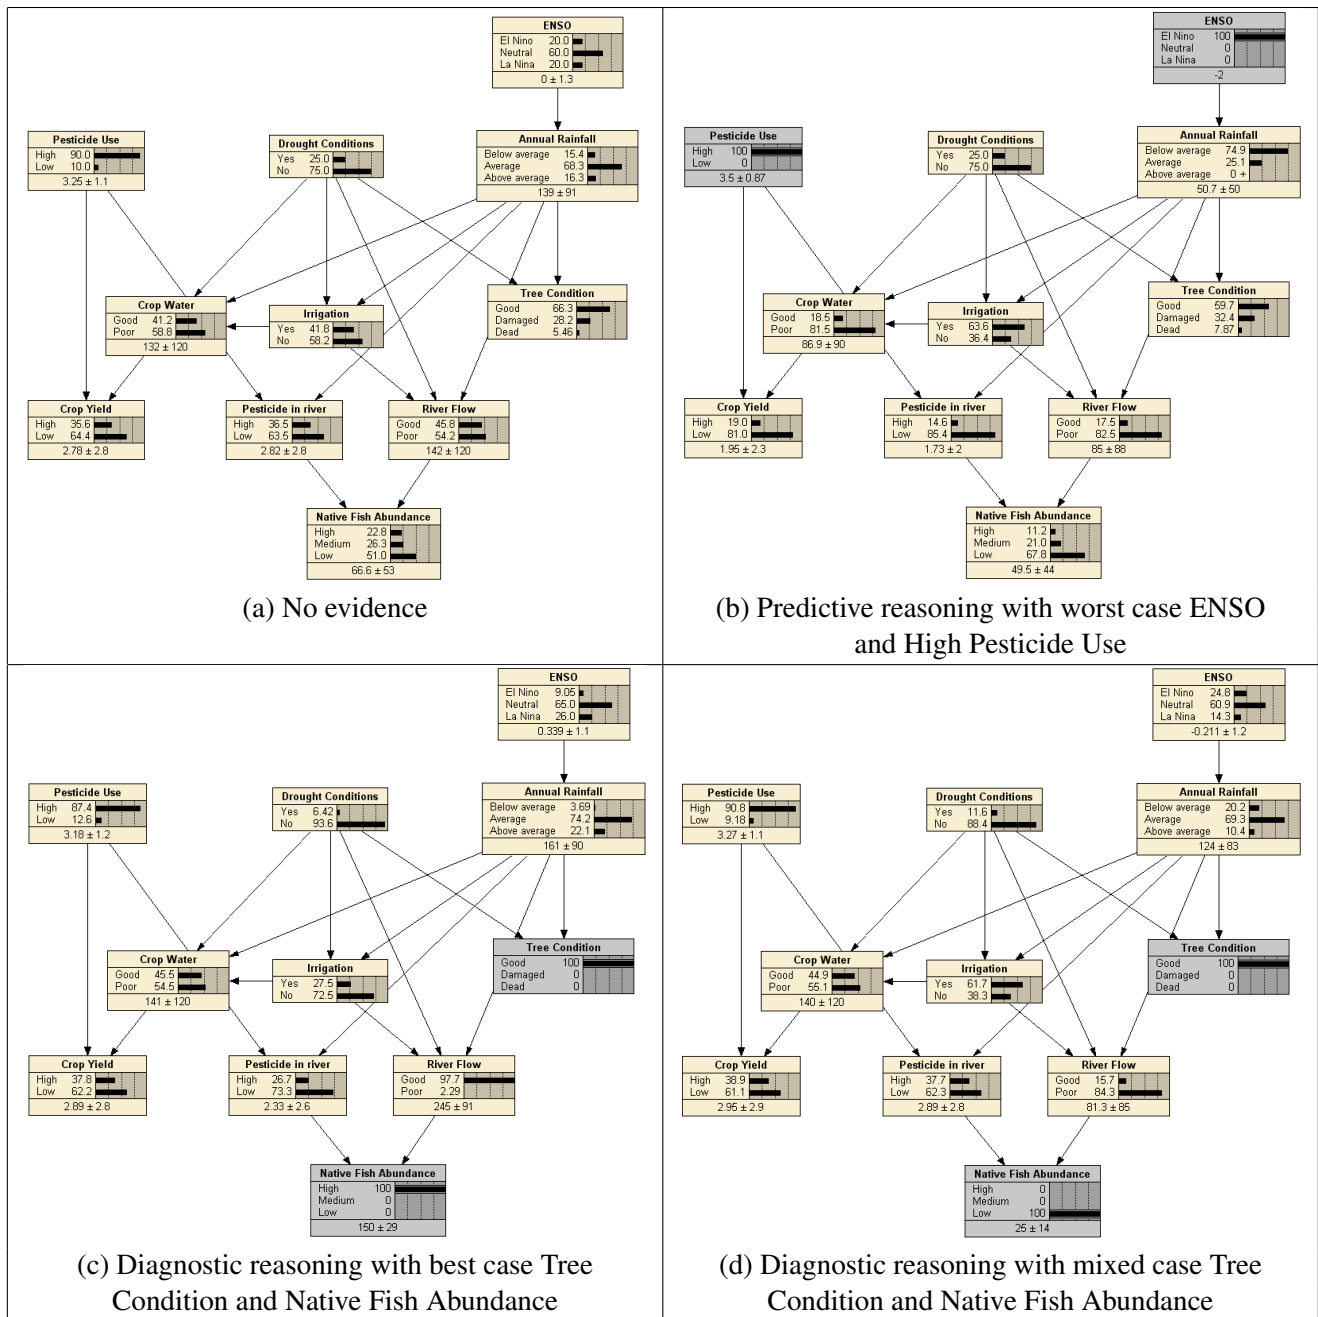 ENSO
El Nino 20.0
Neutral 60.0
La Nina 20.0
0 ± 1.3
Pesticide Use
High 90.0
Low 10.0
3.25 ± 1.1
Drought Conditions
Yes 25.0
No 75.0
Annual Rainfall
Below average 15.4
Average 68.3
Above average 16.3
139 ± 91
Crop Water
Good 41.2
Poor 58.8
132 ± 120
Irrigation
Yes 41.8
No 58.2
Tree Condition
Good 66.3
Damaged 28.2
Dead 5.46
Crop Yield
High 35.6
Low 64.4
2.78 ± 2.8
Pesticide in river
High 36.5
Low 63.5
2.82 ± 2.8
River Flow
Good 45.8
Poor 54.2
142 ± 120
Native Fish Abundance
High 22.8
Medium 26.3
Low 51.0
66.6 ± 53
(a) No evidence
ENSO
El Nino 100
Neutral 0
La Nina 0
-2
Pesticide Use
High 100
Low 0
3.5 ± 0.87
Drought Conditions
Yes 25.0
No 75.0
Annual Rainfall
Below average 74.9
Average 25.1
Above average 0 +
50.7 ± 50
Crop Water
Good 18.5
Poor 81.5
86.9 ± 90
Irrigation
Yes 63.6
No 36.4
Tree Condition
Good 59.7
Damaged 32.4
Dead 7.87
Crop Yield
High 19.0
Low 81.0
1.95 ± 2.3
Pesticide in river
High 14.6
Low 85.4
1.73 ± 2
River Flow
Good 17.5
Poor 82.5
85 ± 88
Native Fish Abundance
High 11.2
Medium 21.0
Low 67.8
49.5 ± 44
(b) Predictive reasoning with worst case ENSO
and High Pesticide Use
ENSO
El Nino 9.05
Neutral 65.0
La Nina 26.0
0.339 ± 1.1
Pesticide Use
High 87.4
Low 12.6
3.18 ± 1.2
Drought Conditions
Yes 6.42
No 93.6
Annual Rainfall
Below average 3.69
Average 74.2
Above average 22.1
161 ± 90
Crop Water
Good 45.5
Poor 54.5
141 ± 120
Irrigation
Yes 27.5
No 72.5
Tree Condition
Good 100
Damaged 0
Dead 0
Crop Yield
High 37.8
Low 62.2
2.89 ± 2.8
Pesticide in river
High 26.7
Low 73.3
2.33 ± 2.6
River Flow
Good 97.7
Poor 2.29
245 ± 91
Native Fish Abundance
High 100
Medium 0
Low 0
150 ± 29
(c) Diagnostic reasoning with best case Tree
Condition and Native Fish Abundance
ENSO
El Nino 24.8
Neutral 60.9
La Nina 14.3
-0.211 ± 1.2
Pesticide Use
High 90.8
Low 9.18
3.27 ± 1.1
Drought Conditions
Yes 11.6
No 88.4
Annual Rainfall
Below average 20.2
Average 69.3
Above average 10.4
124 ± 83
Crop Water
Good 44.9
Poor 55.1
140 ± 120
Irrigation
Yes 61.7
No 38.3
Tree Condition
Good 100
Damaged 0
Dead 0
Crop Yield
High 38.9
Low 61.1
2.95 ± 2.9
Pesticide in river
High 37.7
Low 62.3
2.89 ± 2.8
River Flow
Good 15.7
Poor 84.3
81.3 ± 85
Native Fish Abundance
High 0
Medium 0
Low 100
25 ± 14
(d) Diagnostic reasoning with mixed case Tree
Condition and Native Fish Abundance